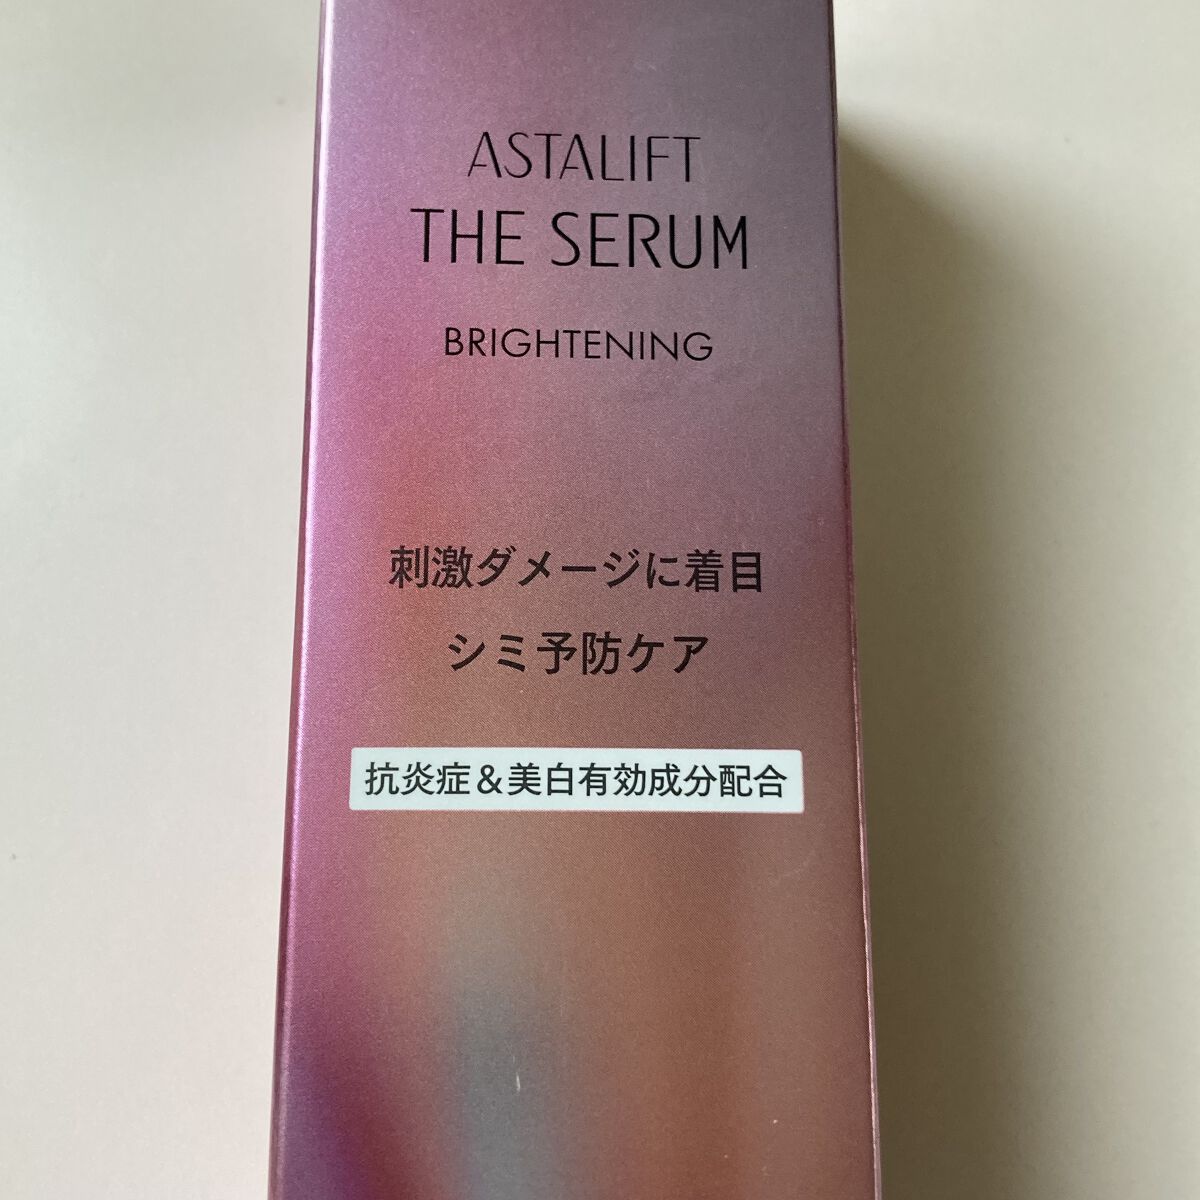 ASTALIFT
THE SERUM
BRIGHTENING
刺激ダメージに着目
シミ予防ケア
抗炎症＆美白有効成分配合